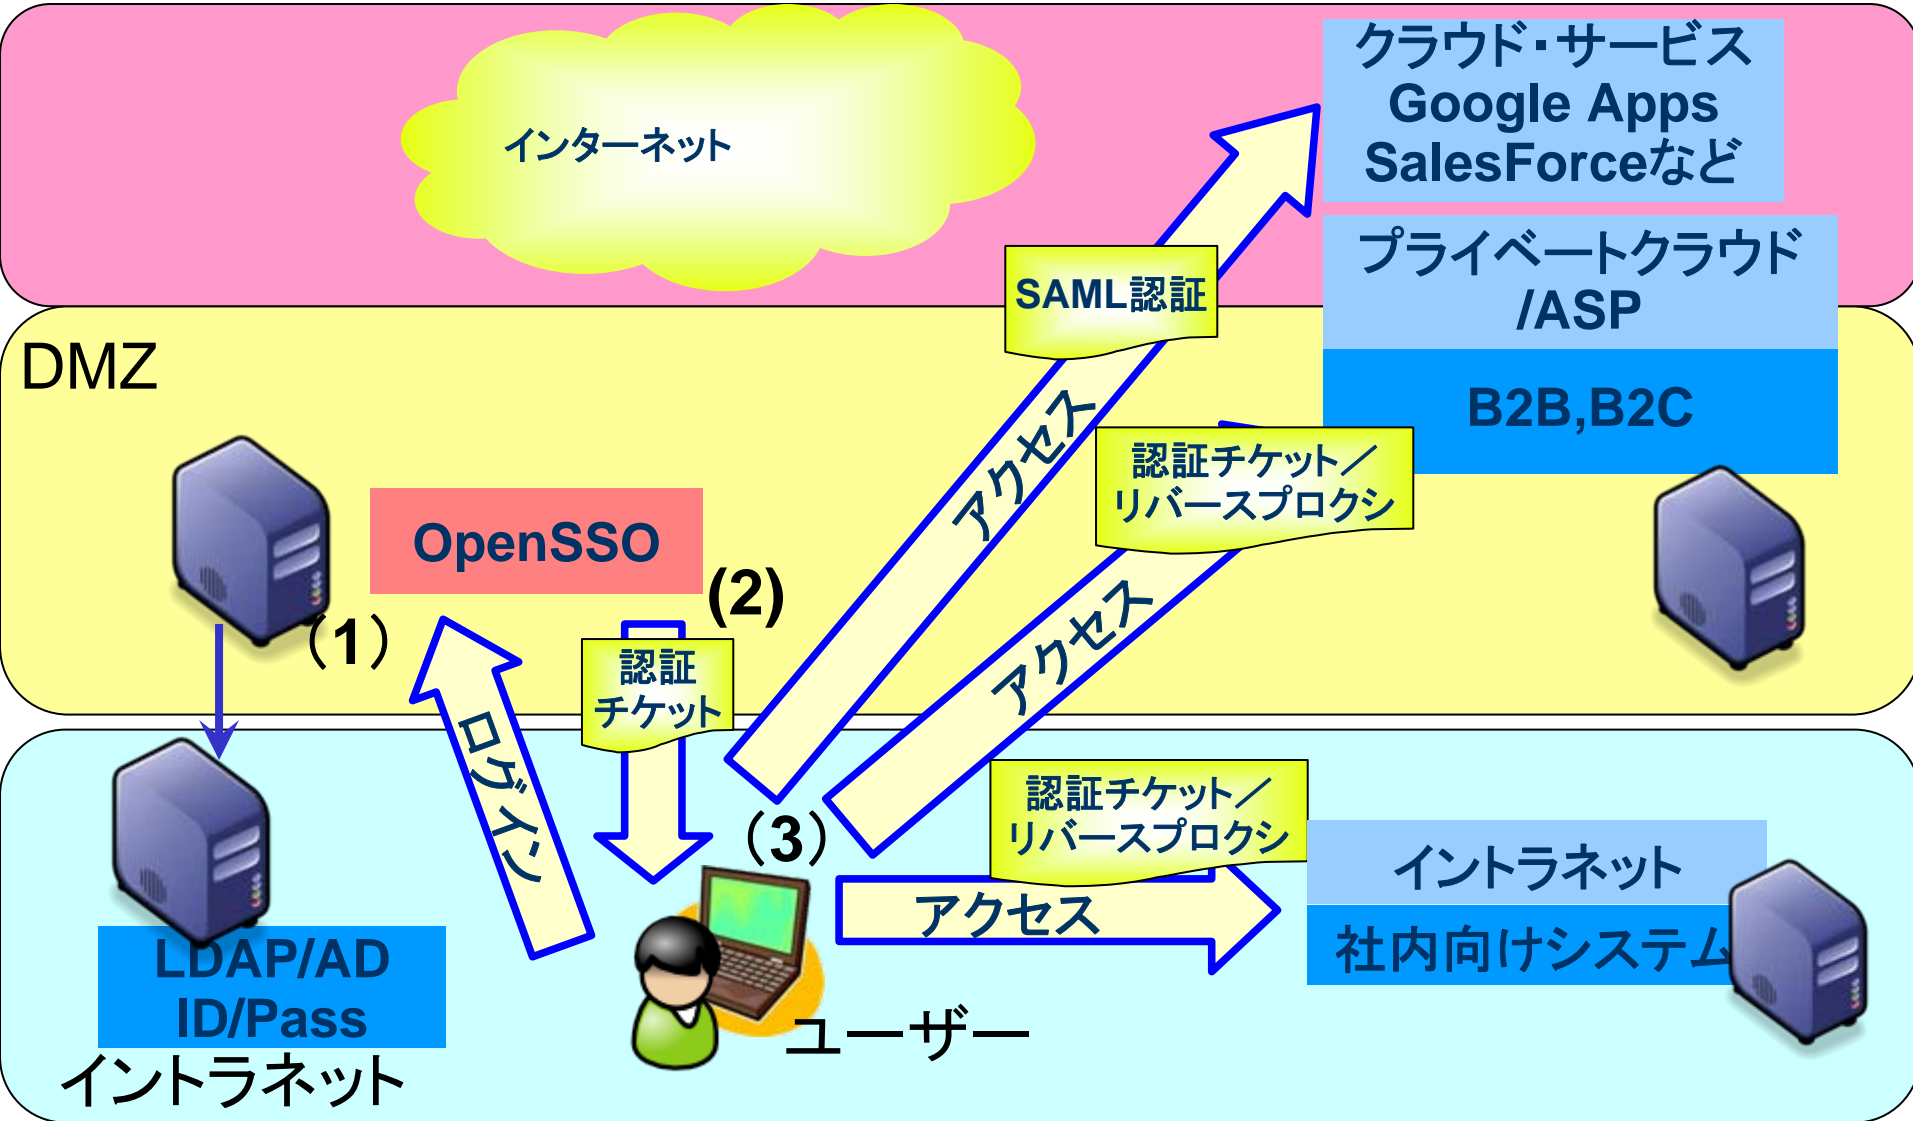 インターネット
クラウド・サービス
Google Apps
SalesForceなど
プライベートクラウド
/ASP
B2B,B2C
SAML認証
DMZ
アクセス
認証チケット／
リバースプロクシ
OpenSSO
(2)
（1）
認証
チケット
アクセス
ログイン
（3）
認証チケット／
リバースプロクシ
アクセス
イントラネット
社内向けシステム
LDAP/AD
ID/Pass
イントラネット
ユーザー